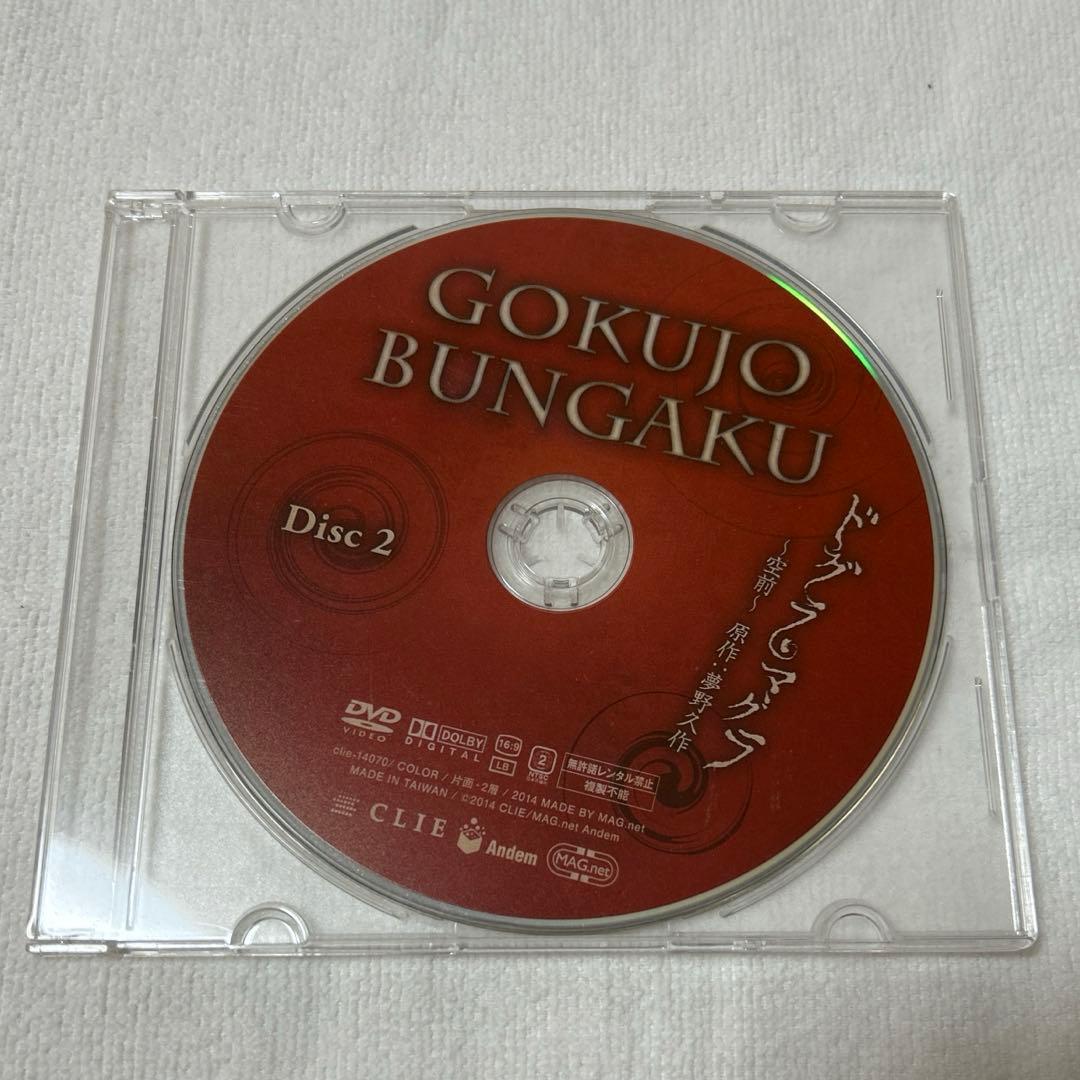 GOKUJO
BUNGAKU
Disc 2
ドグラ・マグラ
～空前～ 原作：夢野久作
DVD
VIDEO
DOLBY
DIGITAL
16:9
LB
2
NTSC
無許諾レンタル禁止
複製不能
clie-14070/ COLOR / 片面・2層 / 2014 MADE BY MAG.net
MADE IN TAIWAN / ©2014 CLIE/MAG.net Andem
CLIE
Andem
MAG.net